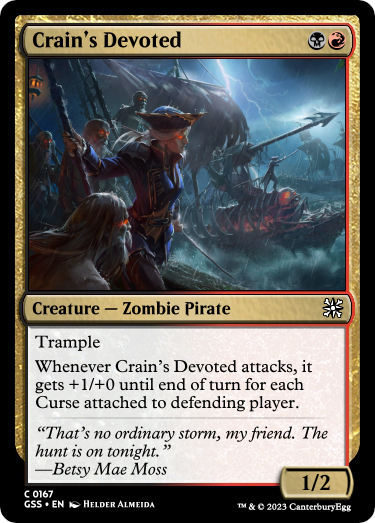 Crain's Devoted
Creature — Zombie Pirate
Trample
Whenever Crain's Devoted attacks, it
gets +1/+0 until end of turn for each
Curse attached to defending player.
"That's no ordinary storm, my friend. The
hunt is on tonight."
—Betsy Mae Moss
1/2
C 0167
GSS • EN HELDER ALMEIDA
™ & © 2023 CanterburyEgg